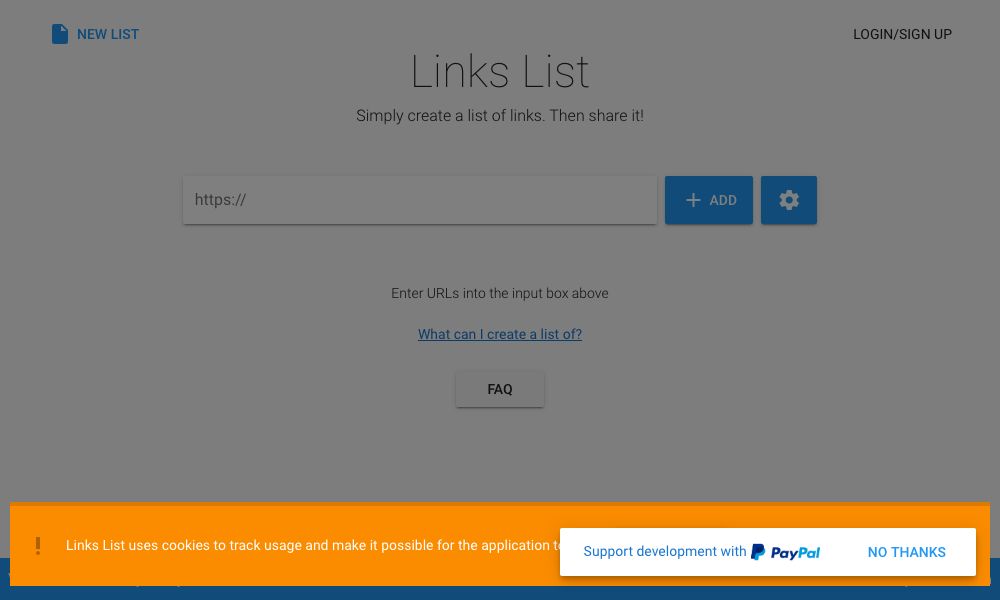 NEW LIST
LOGIN/SIGN UP
Links List
Simply create a list of links. Then share it!
https://
ADD
Enter URLs into the input box above
What can I create a list of?
FAQ
Links List uses cookies to track usage and make it possible for the application
Support development with PayPal
NO THANKS